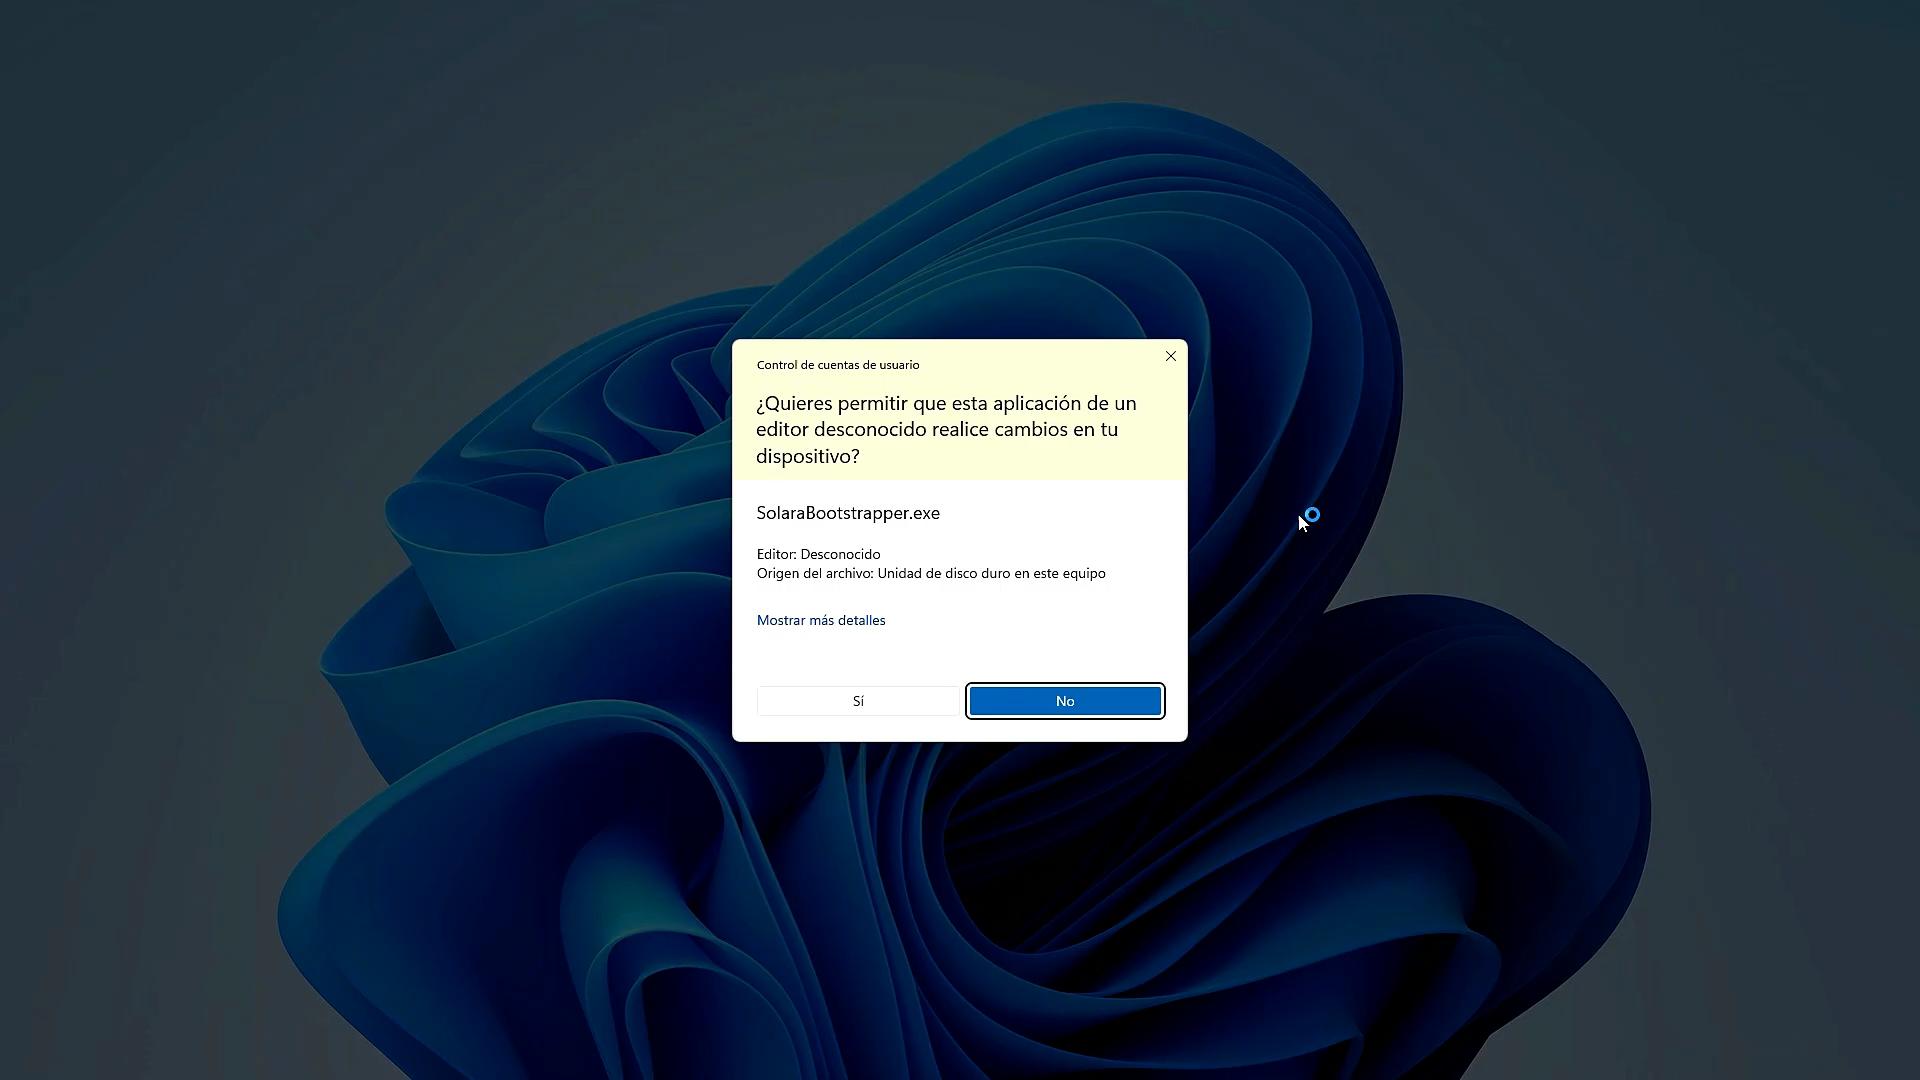 Control de cuentas de usuario
¿Quieres permitir que esta aplicación de un
editor desconocido realice cambios en tu
dispositivo?
SolaraBootstrapper.exe
Editor: Desconocido
Origen del archivo: Unidad de disco duro en este equipo
Mostrar más detalles
Sí
No